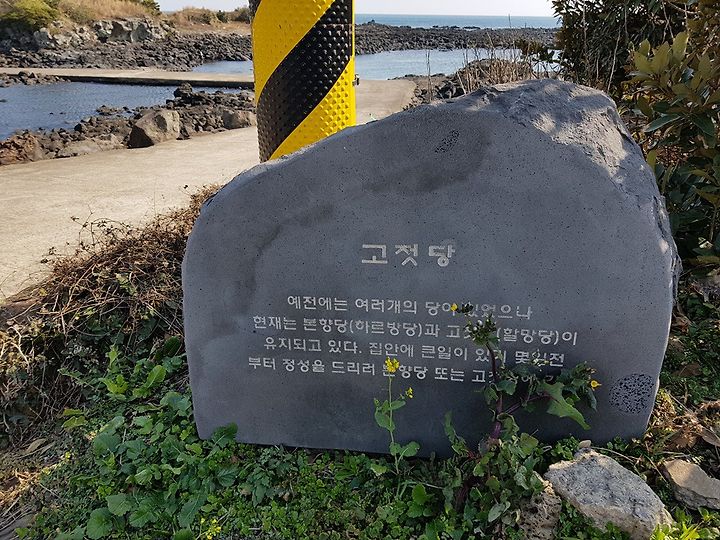 고젓당
예전에는 여러개의
현재는 본향당(하르방당)과 (할망당)이
유지되고 있다. 집안에 큰일이
부터 정성을 드리러 또는